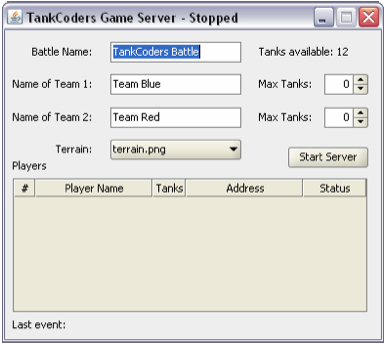 TankCoders Game Server - Stopped
Battle Name: TankCoders Battle Tanks available: 12
Name of Team 1: Team Blue Max Tanks: 0
Name of Team 2: Team Red Max Tanks: 0
Terrain: terrain.png Start Server
Players
# Player Name Tanks Address Status
Last event: